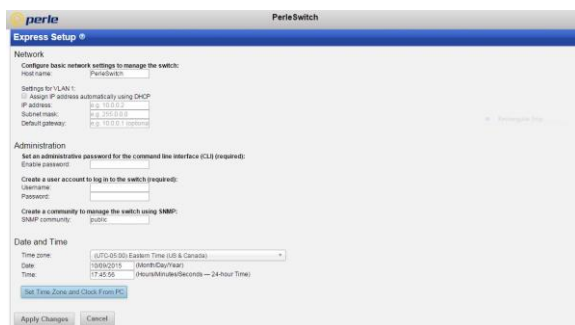 perle
PerleSwitch
Express Setup
Network
Configure basic network settings to manage the switch:
Host name: PerleSwitch
Settings for VLAN 1:
Assign IP address automatically using DHCP
IP address: e.g. 10.0.0.2
Subnet mask: e.g. 255.0.0.0
Default gateway: e.g. 10.0.0.1 (optional
Administration
Set an administrative password for the command line interface (CLI) (required):
Enable password:
Create a user account to log in to the switch (required):
Username:
Password:
Create a community to manage the switch using SNMP:
SNMP community: public
Date and Time
Time zone: (UTC-05:00) Eastern Time (US & Canada)
Date: 10/09/2015 (Month/Day/Year)
Time: 17:45:56 (Hours/Minutes/Seconds — 24-hour Time)
Set Time Zone and Clock From PC
Apply Changes Cancel